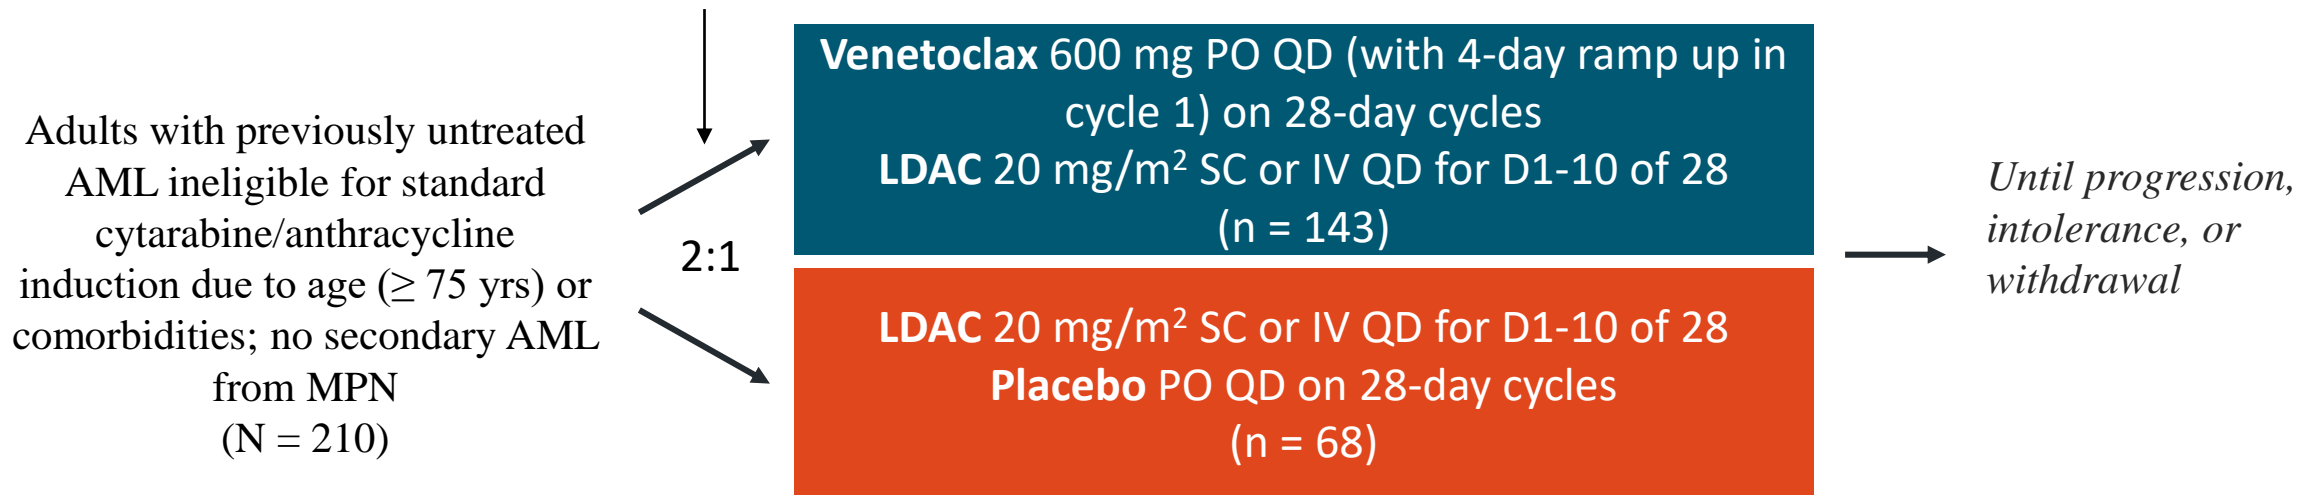 Adults with previously untreated
AML ineligible for standard
cytarabine/anthracycline
induction due to age (≥ 75 yrs) or
comorbidities; no secondary AML
from MPN
(N = 210)
2:1
Venetoclax 600 mg PO QD (with 4-day ramp up in
cycle 1) on 28-day cycles
LDAC 20 mg/m² SC or IV QD for D1-10 of 28
(n = 143)
LDAC 20 mg/m² SC or IV QD for D1-10 of 28
Placebo PO QD on 28-day cycles
(n = 68)
Until progression,
intolerance, or
withdrawal